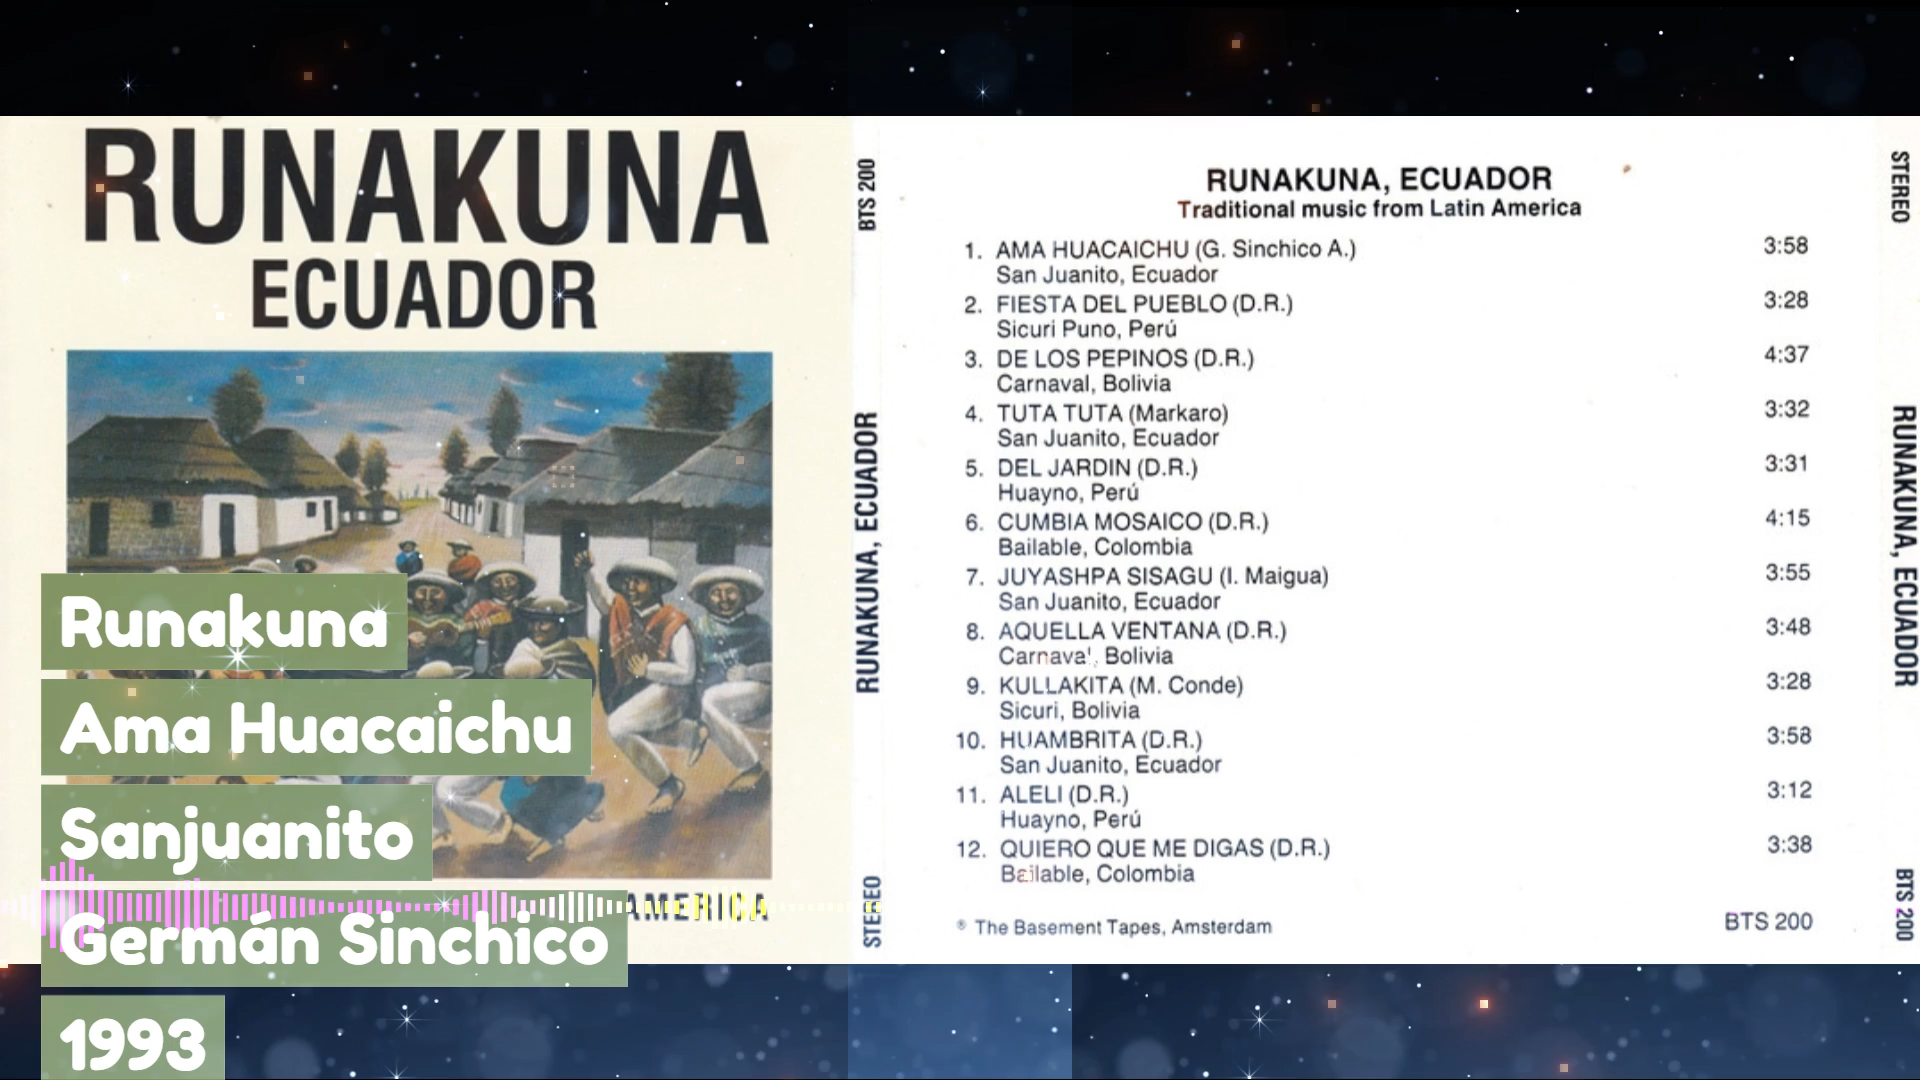 RUNAKUNA
ECUADOR
AMERICA
Runakuna
Ama Huacaichu
Sanjuanito
Germán Sinchico
1993
BTS 200
RUNAKUNA, ECUADOR
STEREO
RUNAKUNA, ECUADOR
Traditional music from Latin America
1. AMA HUACAICHU (G. Sinchico A.) 3:58
San Juanito, Ecuador
2. FIESTA DEL PUEBLO (D.R.) 3:28
Sicuri Puno, Perú
3. DE LOS PEPINOS (D.R.) 4:37
Carnaval, Bolivia
4. TUTA TUTA (Markaro) 3:32
San Juanito, Ecuador
5. DEL JARDIN (D.R.) 3:31
Huayno, Perú
6. CUMBIA MOSAICO (D.R.) 4:15
Bailable, Colombia
7. JUYASHPA SISAGU (I. Maigua) 3:55
San Juanito, Ecuador
8. AQUELLA VENTANA (D.R.) 3:48
Carnaval, Bolivia
9. KULLAKITA (M. Conde) 3:28
Sicuri, Bolivia
10. HUAMBRITA (D.R.) 3:58
San Juanito, Ecuador
11. ALELI (D.R.) 3:12
Huayno, Perú
12. QUIERO QUE ME DIGAS (D.R.) 3:38
Bailable, Colombia
℗ The Basement Tapes, Amsterdam BTS 200
STEREO
RUNAKUNA, ECUADOR
BTS 200